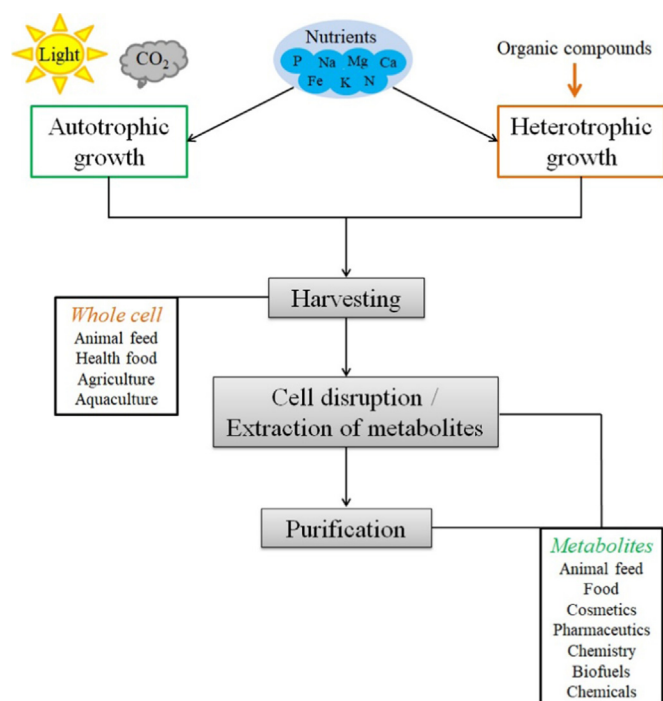 Light
CO2
Nutrients
P Na Mg Ca
Fe K N
Organic compounds
Autotrophic
growth
Heterotrophic
growth
Harvesting
Whole cell
Animal feed
Health food
Agriculture
Aquaculture
Cell disruption /
Extraction of metabolites
Purification
Metabolites
Animal feed
Food
Cosmetics
Pharmaceutics
Chemistry
Biofuels
Chemicals